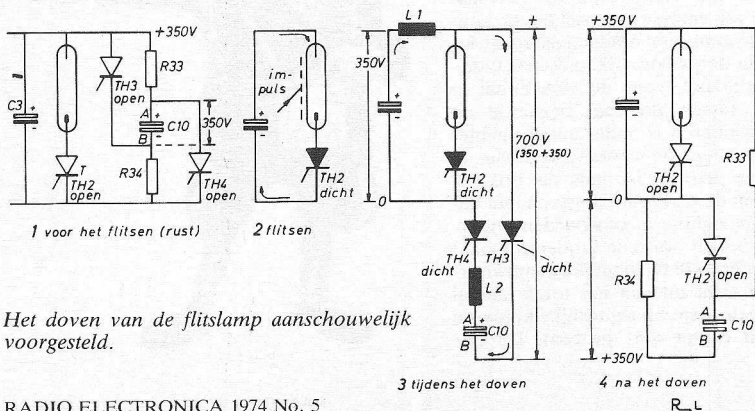 +350V
C3
+
-
T
TH2
open
TH3
open
R33
A
+
C10
B
-
350V
R34
TH4
open
1 voor het flitsen (rust)
im-
puls
+
-
TH2
dicht
2 flitsen
L1
350V
+
-
0
TH2
dicht
+
700V
(350+350)
TH4
dicht
TH3
dicht
L2
A
+
C10
B
-
3 tijdens het doven
+350V
+
-
TH2
open
0
R33
R34
TH2
open
A
-
C10
B
+
+350V
4 na het doven
R_L
Het doven van de flitslamp aanschouwelijk
voorgesteld.
RADIO ELECTRONICA 1974 No. 5